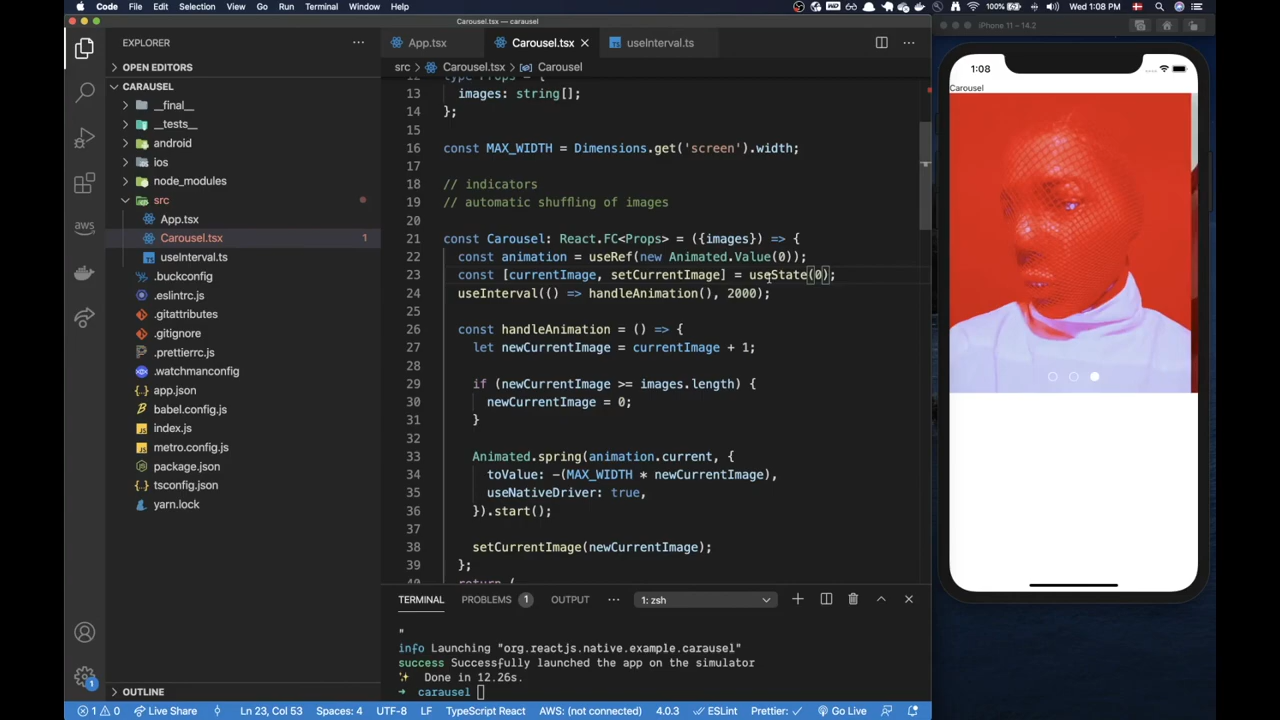 Code File Edit Selection View Go Run Terminal Window Help
100% Wed 1:08 PM
Carousel.tsx — carausel
iPhone 11 – 14.2
EXPLORER
App.tsx Carousel.tsx useInterval.ts
OPEN EDITORS
src > Carousel.tsx > Carousel
CARAUSEL
__final__
__tests__
android
ios
node_modules
src
App.tsx
Carousel.tsx 1
useInterval.ts
.buckconfig
.eslintrc.js
.gitattributes
.gitignore
.prettierrc.js
.watchmanconfig
app.json
babel.config.js
index.js
metro.config.js
package.json
tsconfig.json
yarn.lock
OUTLINE
aws
1
12 type Props = {
13 images: string[];
14 };
15
16 const MAX_WIDTH = Dimensions.get('screen').width;
17
18 // indicators
19 // automatic shuffling of images
20
21 const Carousel: React.FC<Props> = ({images}) => {
22 const animation = useRef(new Animated.Value(0));
23 const [currentImage, setCurrentImage] = useState(0);
24 useInterval(() => handleAnimation(), 2000);
25
26 const handleAnimation = () => {
27 let newCurrentImage = currentImage + 1;
28
29 if (newCurrentImage >= images.length) {
30 newCurrentImage = 0;
31 }
32
33 Animated.spring(animation.current, {
34 toValue: -(MAX_WIDTH * newCurrentImage),
35 useNativeDriver: true,
36 }).start();
37
38 setCurrentImage(newCurrentImage);
39 };
40 return (
TERMINAL PROBLEMS 1 OUTPUT ··· 1: zsh
"
info Launching "org.reactjs.native.example.carausel"
success Successfully launched the app on the simulator
✨ Done in 12.26s.
➜ carausel
1:08
Carousel
1 0 Live Share Ln 23, Col 53 Spaces: 4 UTF-8 LF TypeScript React AWS: (not connected) 4.0.3 ESLint Prettier: ✓ Go Live